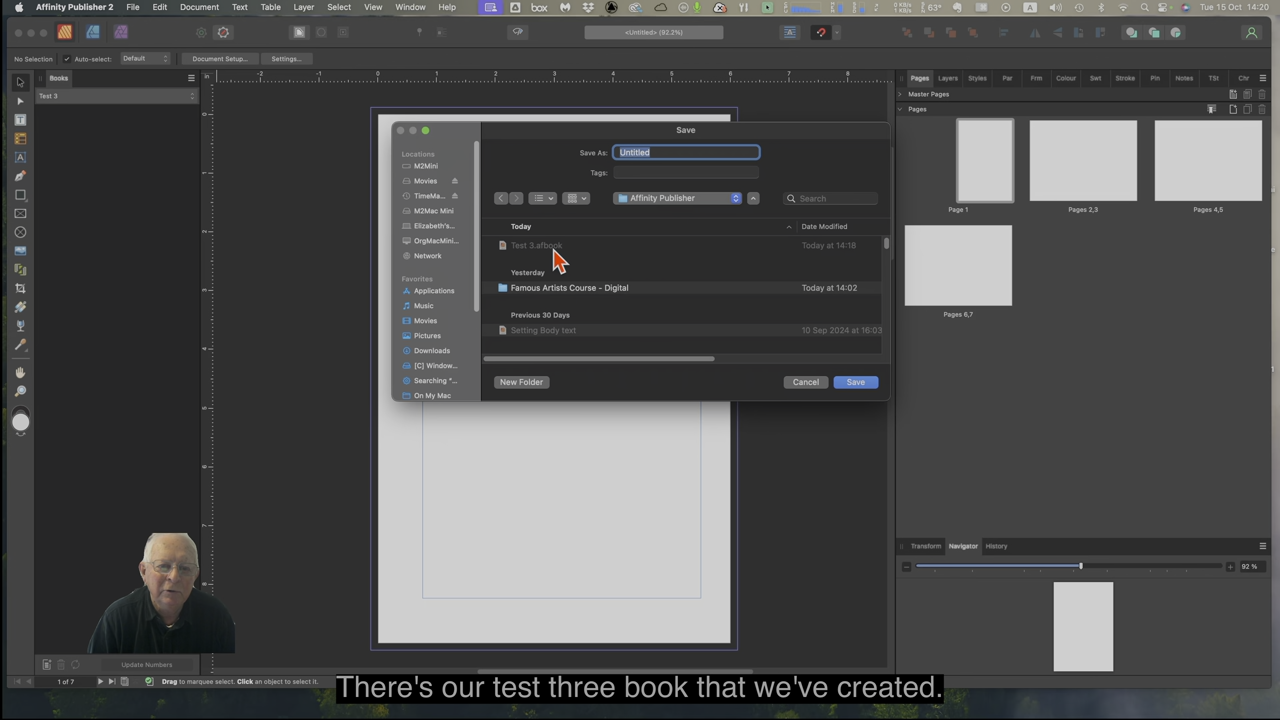 Affinity Publisher 2 File Edit Document Text Table Layer Select View Window Help Tue 15 Oct 14:20
<Untitled> (92.2%)
No Selection Auto-select: Default Document Setup... Settings...
Books
Test 3
Pages Layers Styles Par Frm Colour Swt Stroke Pin Notes TSt Chr
Master Pages
Pages
Page 1
Pages 2,3
Pages 4,5
Pages 6,7
Save
Save As: Untitled
Tags:
Affinity Publisher
Search
Locations
M2Mini
Movies
TimeMa...
M2Mac Mini
Elizabeth's...
OrgMacMini...
Network
Favorites
Applications
Music
Movies
Pictures
Downloads
[C] Window...
Searching "...
On My Mac
Today Date Modified
Test 3.afbook Today at 14:18
Yesterday
Famous Artists Course - Digital Today at 14:02
Previous 30 Days
Setting Body text 10 Sep 2024 at 16:03
New Folder Cancel Save
Transform Navigator History
92 %
Update Numbers
1 of 7 Drag to marquee select. Click an object to select it.
There's our test three book that we've created.